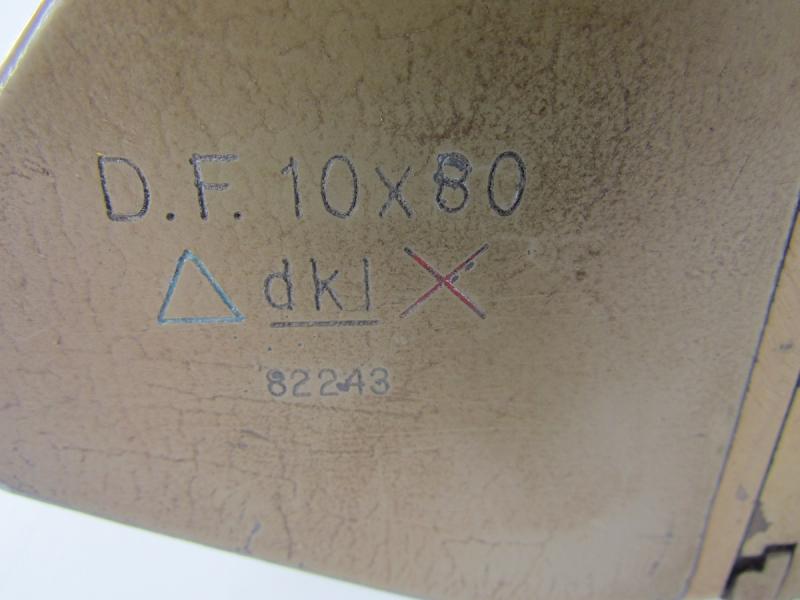 D.F. 10x80
△ dkl X
82243